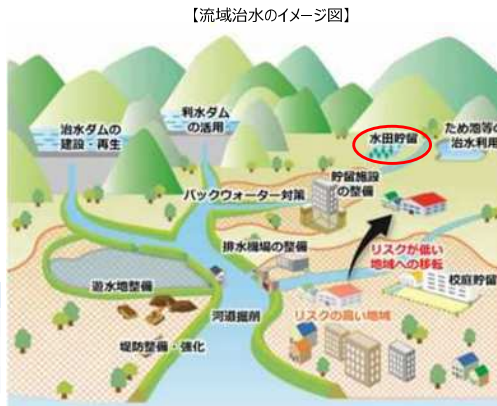 【流域治水のイメージ図】
治水ダムの
建設・再生
利水ダム
の活用
水田貯留
ため池等の
治水利用
貯留施設
の整備
バックウォーター対策
排水機場の整備
リスクが低い
地域への移転
校庭貯留
遊水地整備
河道掘削
リスクの高い地域
堤防整備・強化